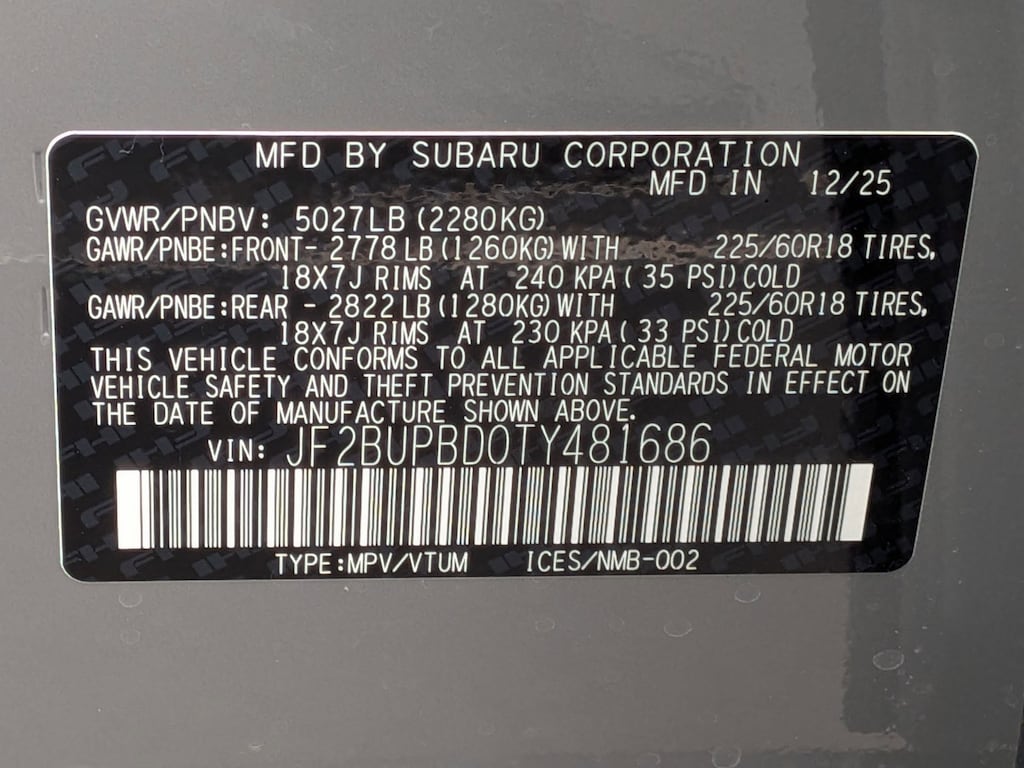 MFD BY SUBARU CORPORATION
MFD IN 12/25
GVWR/PNBV: 5027LB (2280KG)
GAWR/PNBE:FRONT- 2778 LB (1260KG) WITH 225/60R18 TIRES,
18X7J RIMS AT 240 KPA ( 35 PSI) COLD
GAWR/PNBE:REAR - 2822 LB (1280KG) WITH 225/60R18 TIRES,
18X7J RIMS AT 230 KPA ( 33 PSI) COLD
THIS VEHICLE CONFORMS TO ALL APPLICABLE FEDERAL MOTOR
VEHICLE SAFETY AND THEFT PREVENTION STANDARDS IN EFFECT ON
THE DATE OF MANUFACTURE SHOWN ABOVE.
VIN: JF2BUPBD0TY481686
TYPE:MPV/VTUM ICES/NMB-002